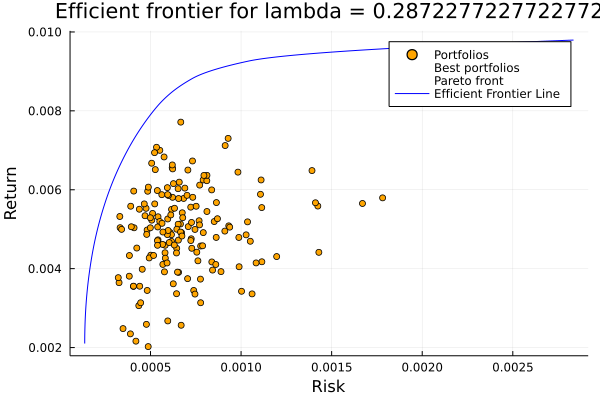 Efficient frontier for lambda = 0.2872277227722772
0.010
0.008
0.006
0.004
0.002
Return
Portfolios
Best portfolios
Pareto front
Efficient Frontier Line
0.0005 0.0010 0.0015 0.0020 0.0025
Risk